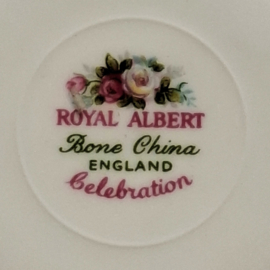 ROYAL ALBERT
Bone China
ENGLAND
Celebration